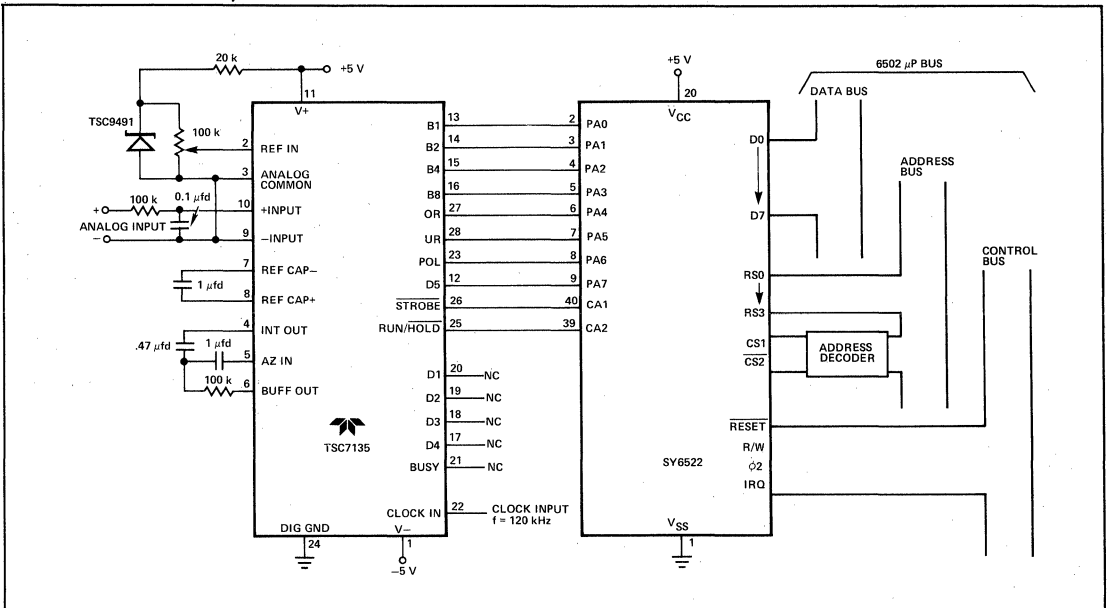 20 k
+5 V
11
V+
TSC9491
100 k
2
REF IN
3
ANALOG
COMMON
100 k
0.1 µfd
+
10
+INPUT
ANALOG INPUT
−
9
−INPUT
7
REF CAP−
1 µfd
8
REF CAP+
4
INT OUT
.47 µfd
1 µfd
5
AZ IN
100 k
6
BUFF OUT
TSC7135
DIG GND
24
V−
1
−5 V
B1
13
B2
14
B4
15
B8
16
OR
27
UR
28
POL
23
D5
12
STROBE
26
RUN/HOLD
25
D1
20
NC
D2
19
NC
D3
18
NC
D4
17
NC
BUSY
21
NC
CLOCK IN
22
CLOCK INPUT
f = 120 kHz
+5 V
20
VCC
2
PA0
3
PA1
4
PA2
5
PA3
6
PA4
7
PA5
8
PA6
9
PA7
40
CA1
39
CA2
SY6522
VSS
1
D0
D7
RS0
RS3
CS1
CS2
RESET
R/W
ϕ2
IRQ
ADDRESS
DECODER
6502 µP BUS
DATA BUS
ADDRESS
BUS
CONTROL
BUS